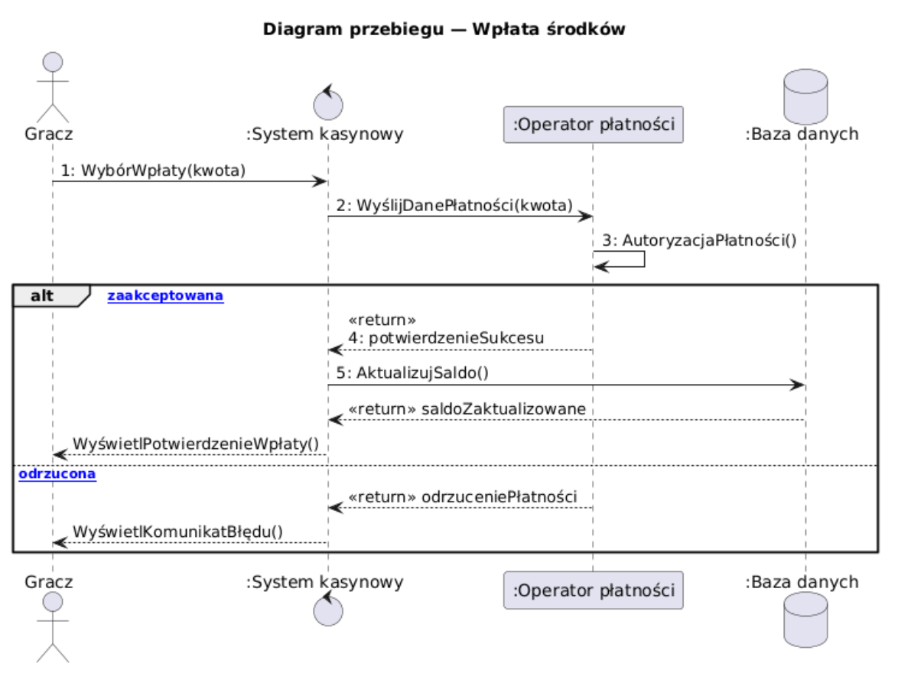 Diagram przebiegu — Wpłata środków
Gracz
:System kasynowy
:Operator płatności
:Baza danych
1: WybórWpłaty(kwota)
2: WyślijDanePłatności(kwota)
3: AutoryzacjaPłatności()
alt
zaakceptowana
«return»
4: potwierdzenieSukcesu
5: AktualizujSaldo()
«return» saldoZaktualizowane
WyświetlPotwierdzenieWpłaty()
odrzucona
«return» odrzuceniePłatności
WyświetlKomunikatBłędu()
Gracz
:System kasynowy
:Operator płatności
:Baza danych